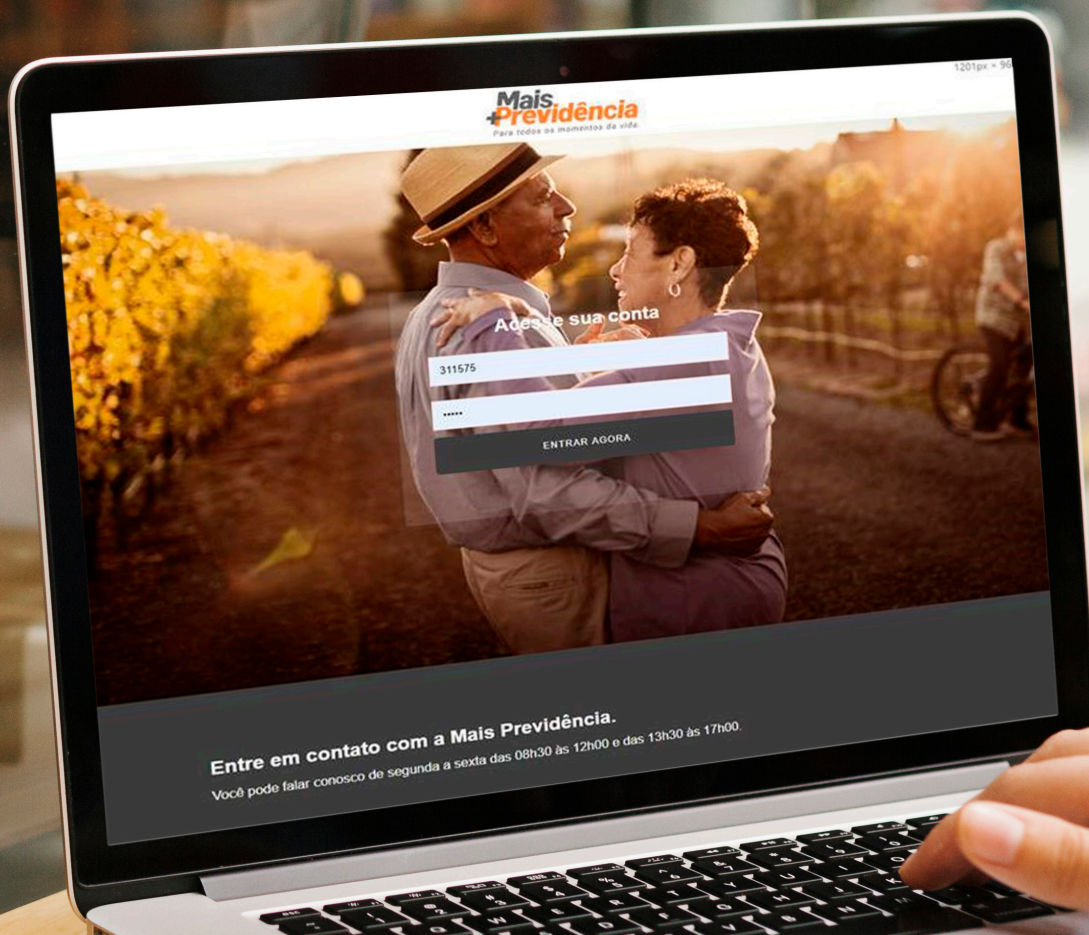 1201px × 96
Mais
+Previdência
Para todos os momentos da vida.
Acesse sua conta
311575
•••••
ENTRAR AGORA
Entre em contato com a Mais Previdência.
Você pode falar conosco de segunda a sexta das 08h30 às 12h00 e das 13h30 às 17h00.